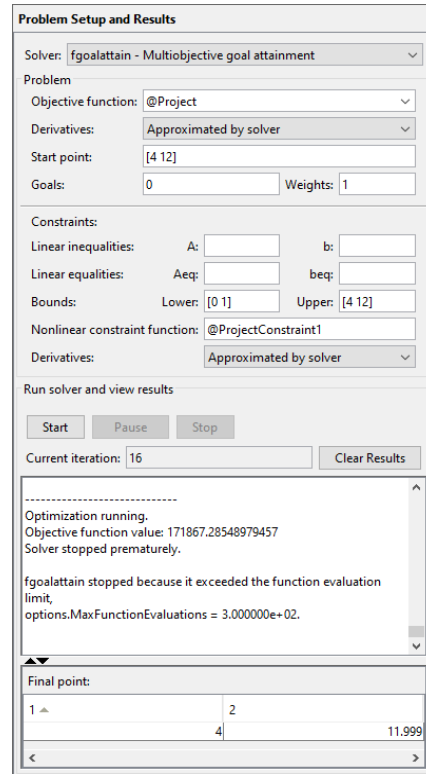 Problem Setup and Results
Solver: fgoalattain - Multiobjective goal attainment
Problem
Objective function: @Project
Derivatives: Approximated by solver
Start point: [4 12]
Goals: 0 Weights: 1
Constraints:
Linear inequalities: A: b:
Linear equalities: Aeq: beq:
Bounds: Lower: [0 1] Upper: [4 12]
Nonlinear constraint function: @ProjectConstraint1
Derivatives: Approximated by solver
Run solver and view results
Start Pause Stop
Current iteration: 16 Clear Results
-----------------------------
Optimization running.
Objective function value: 171867.28548979457
Solver stopped prematurely.
fgoalattain stopped because it exceeded the function evaluation
limit,
options.MaxFunctionEvaluations = 3.000000e+02.
Final point:
1 2
4 11.999